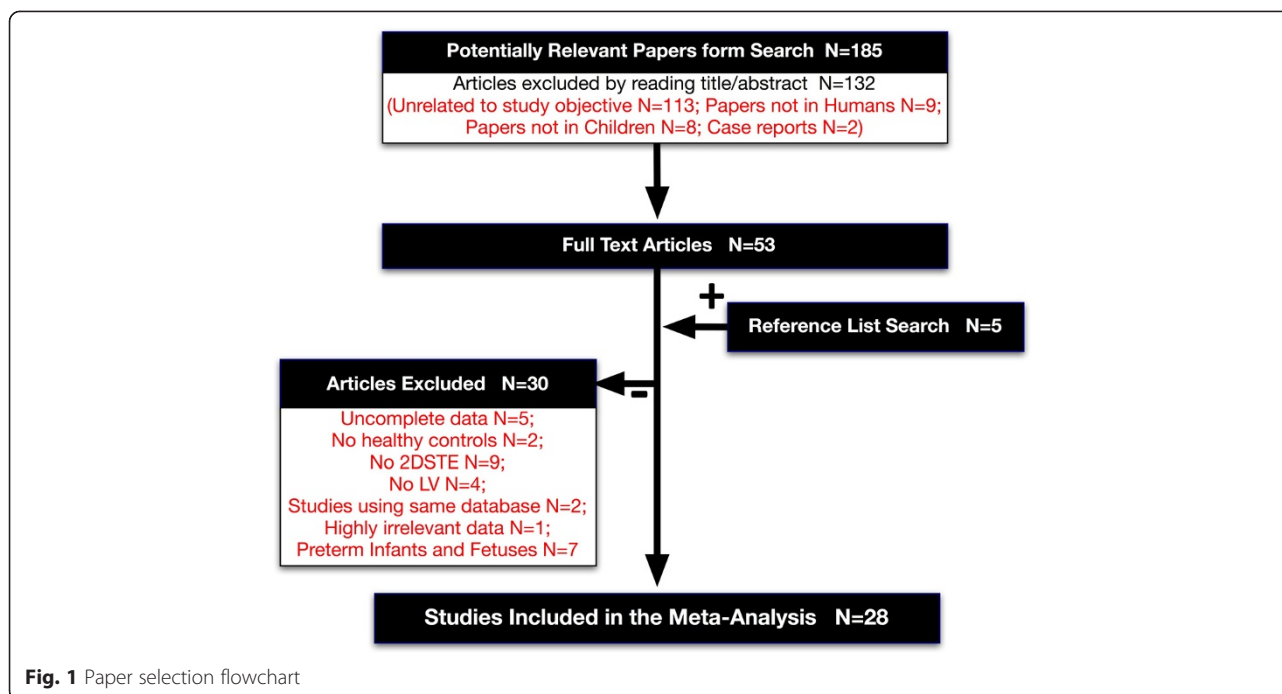 Potentially Relevant Papers form Search N=185
Articles excluded by reading title/abstract N=132
(Unrelated to study objective N=113; Papers not in Humans N=9;
Papers not in Children N=8; Case reports N=2)
Full Text Articles N=53
+
Reference List Search N=5
-
Articles Excluded N=30
Uncomplete data N=5;
No healthy controls N=2;
No 2DSTE N=9;
No LV N=4;
Studies using same database N=2;
Highly irrelevant data N=1;
Preterm Infants and Fetuses N=7
Studies Included in the Meta-Analysis N=28
Fig. 1 Paper selection flowchart